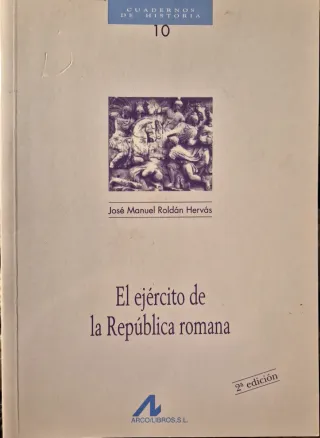 CUADERNOS
DE HISTORIA
10
José Manuel Roldán Hervás
El ejército de
la República romana
2ª edición
ARCO/LIBROS, S.L.